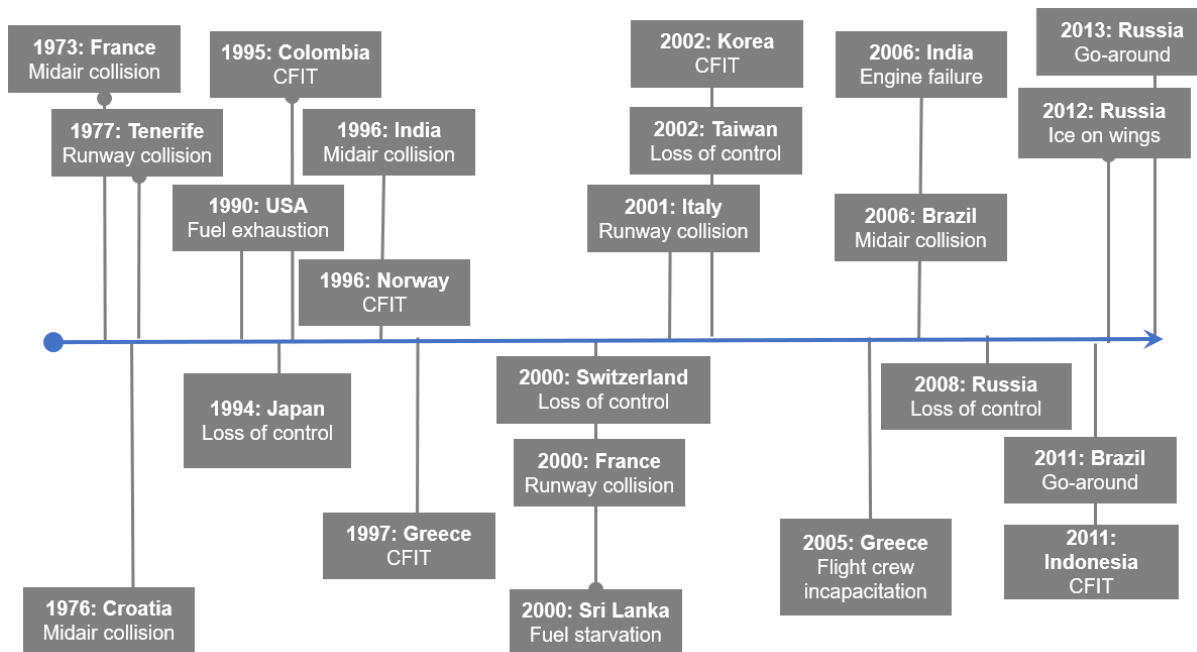 1973: France
Midair collision
1977: Tenerife
Runway collision
1995: Colombia
CFIT
1996: India
Midair collision
1990: USA
Fuel exhaustion
1996: Norway
CFIT
2002: Korea
CFIT
2002: Taiwan
Loss of control
2001: Italy
Runway collision
2006: India
Engine failure
2006: Brazil
Midair collision
2013: Russia
Go-around
2012: Russia
Ice on wings
1994: Japan
Loss of control
1997: Greece
CFIT
1976: Croatia
Midair collision
2000: Switzerland
Loss of control
2000: France
Runway collision
2000: Sri Lanka
Fuel starvation
2005: Greece
Flight crew
incapacitation
2008: Russia
Loss of control
2011: Brazil
Go-around
2011:
Indonesia
CFIT